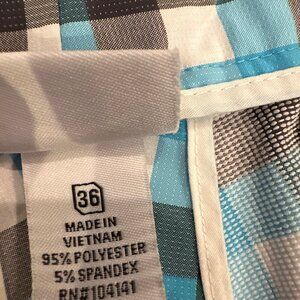 36
MADE IN
VIETNAM
95% POLYESTER
5% SPANDEX
RN#104141